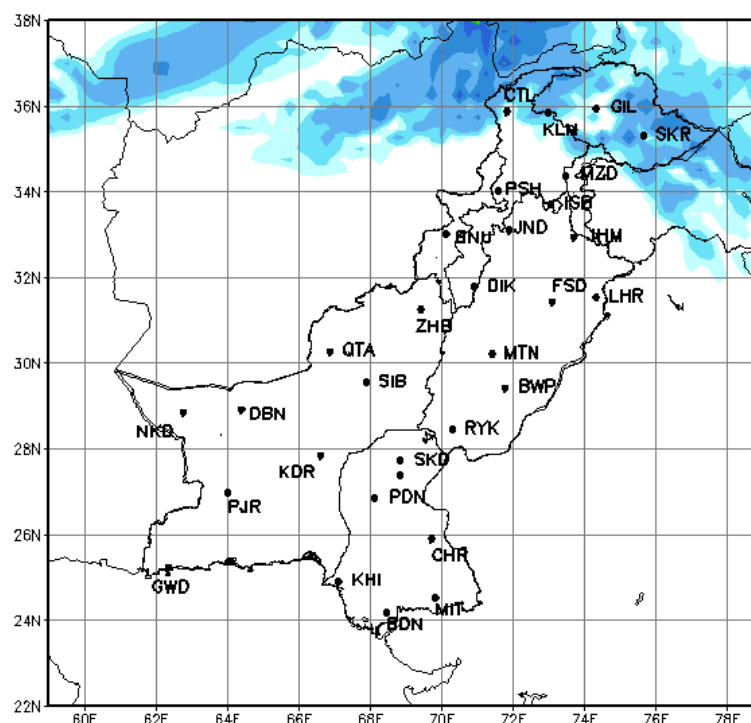 38N
36N
CTL
GIL
KLM
SKR
34N
MZD
PSH
ISB
BNU
JND
JHM
32N
DIK
FSD
LHR
ZHB
30N
QTA
MTN
SIB
BWP
NKD
DBN
RYK
28N
KDR
SKD
PJR
PDN
26N
CHR
GWD
KHI
MIT
24N
BDN
22N
60E 62E 64E 66E 68E 70E 72E 74E 76E 78E